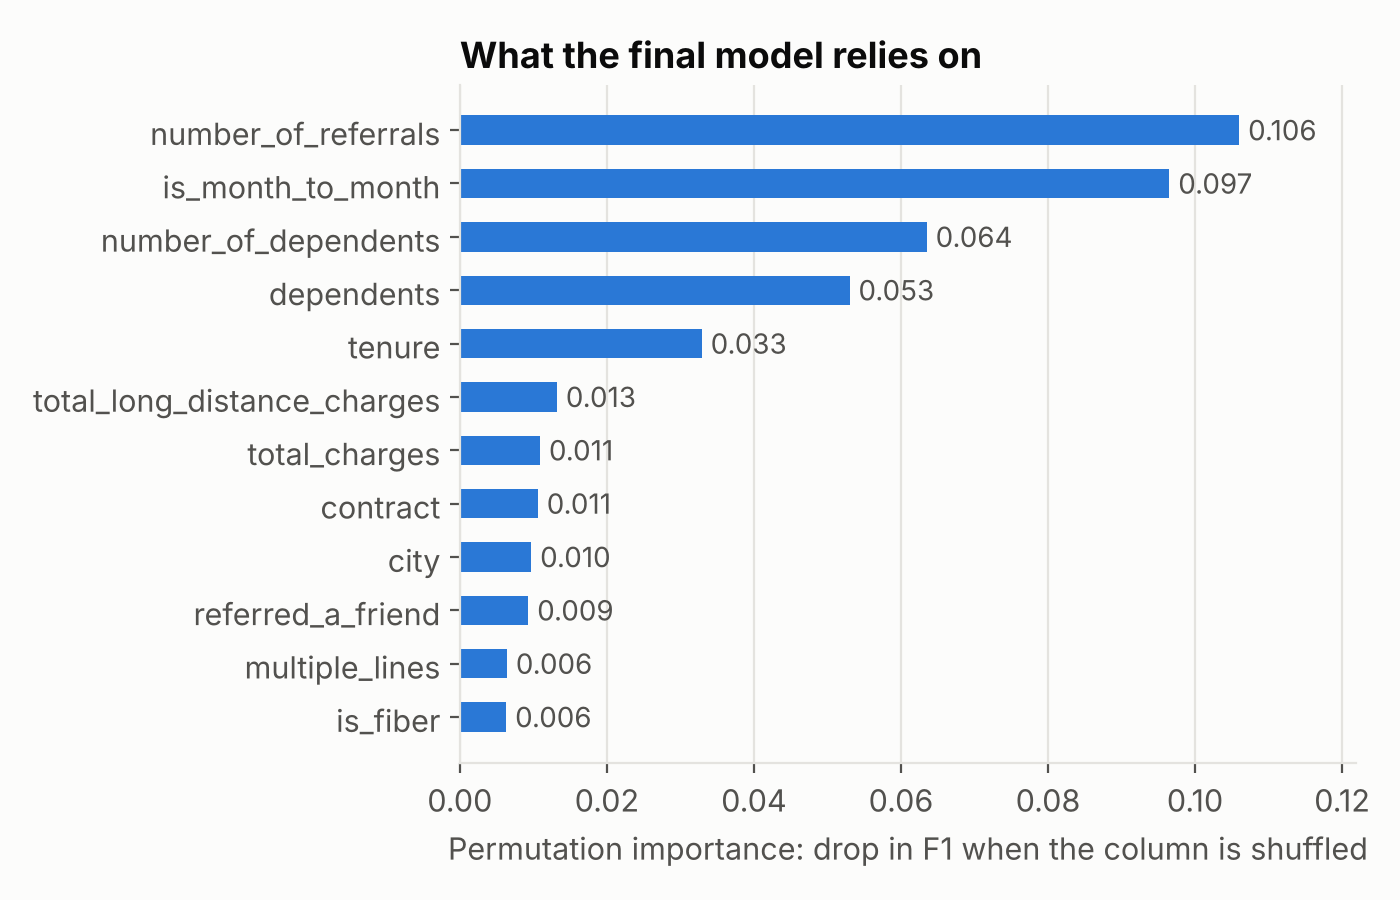 What the final model relies on
number_of_referrals 0.106
is_month_to_month 0.097
number_of_dependents 0.064
dependents 0.053
tenure 0.033
total_long_distance_charges 0.013
total_charges 0.011
contract 0.011
city 0.010
referred_a_friend 0.009
multiple_lines 0.006
is_fiber 0.006
0.00 0.02 0.04 0.06 0.08 0.10 0.12
Permutation importance: drop in F1 when the column is shuffled